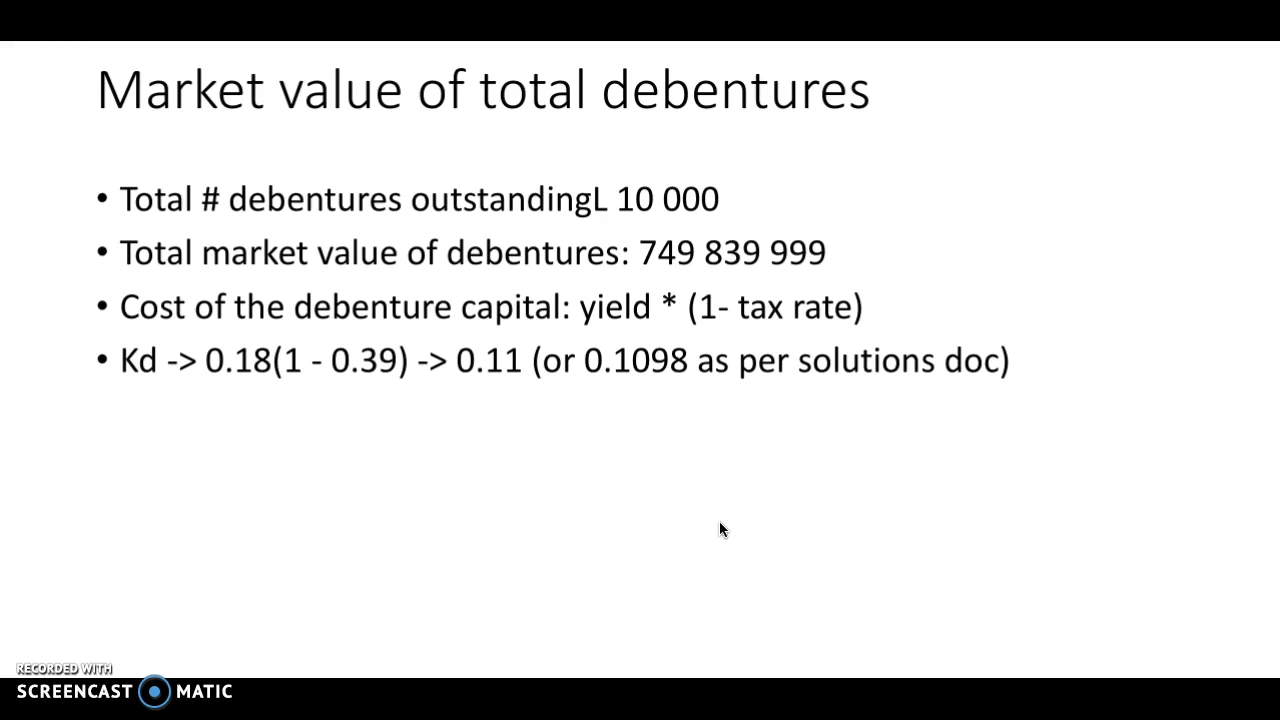 Market value of total debentures
• Total # debentures outstandingL 10 000
• Total market value of debentures: 749 839 999
• Cost of the debenture capital: yield * (1- tax rate)
• Kd -> 0.18(1 - 0.39) -> 0.11 (or 0.1098 as per solutions doc)
RECORDED WITH
SCREENCAST MATIC